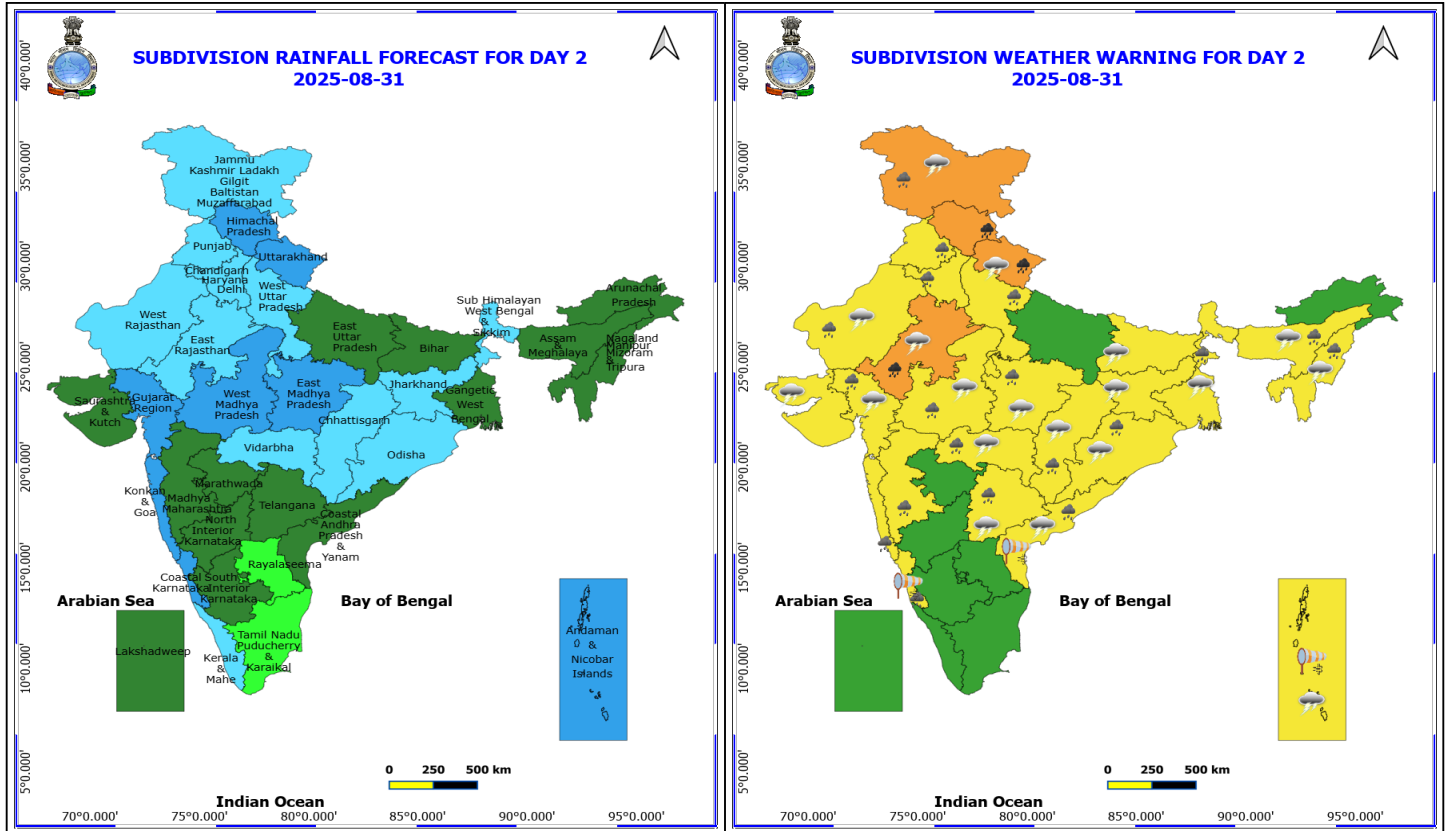 SUBDIVISION RAINFALL FORECAST FOR DAY 2
2025-08-31
40°0.000'
35°0.000'
30°0.000'
25°0.000'
20°0.000'
15°0.000'
10°0.000'
5°0.000'
Jammu
Kashmir Ladakh
Gilgit
Baltistan
Muzaffarabad
Himachal
Pradesh
Punjab
Uttarakhand
Chandigarh
Haryana
Delhi
West
Uttar
Pradesh
West
Rajasthan
East
Rajasthan
East
Uttar
Pradesh
Bihar
Sub Himalayan
West Bengal
&
Sikkim
Arunachal
Pradesh
Assam
&
Meghalaya
Nagaland
Manipur
Mizoram
&
Tripura
Saurashtra
&
Kutch
Gujarat
Region
West
Madhya
Pradesh
East
Madhya
Pradesh
Jharkhand
Gangetic
West
Bengal
Chhattisgarh
Vidarbha
Odisha
Konkan
&
Goa
Madhya
Maharashtra
Marathwada
Telangana
North
Interior
Karnataka
Coastal
Andhra
Pradesh
&
Yanam
Rayalaseema
Coastal
Karnataka
South
Interior
Karnataka
Arabian Sea
Bay of Bengal
Lakshadweep
Kerala
&
Mahe
Tamil Nadu
Puducherry
&
Karaikal
Andaman
&
Nicobar
Islands
0 250 500 km
Indian Ocean
70°0.000' 75°0.000' 80°0.000' 85°0.000' 90°0.000' 95°0.000'
SUBDIVISION WEATHER WARNING FOR DAY 2
2025-08-31
40°0.000'
35°0.000'
30°0.000'
25°0.000'
20°0.000'
15°0.000'
10°0.000'
5°0.000'
Arabian Sea
Bay of Bengal
0 250 500 km
Indian Ocean
70°0.000' 75°0.000' 80°0.000' 85°0.000' 90°0.000' 95°0.000'